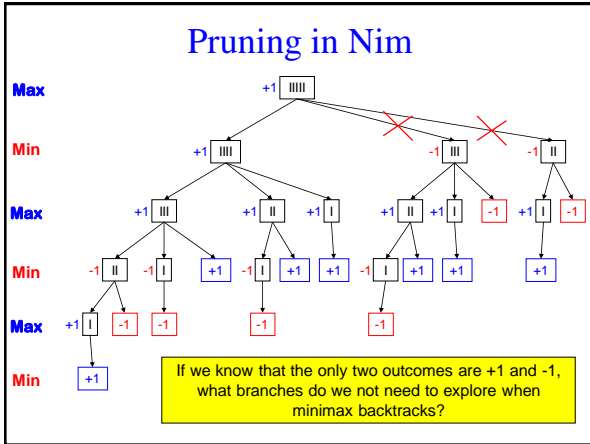 Pruning in Nim
Max +1 IIIII
Min +1 IIII -1 III -1 II
Max +1 III +1 II +1 I +1 II +1 I -1 +1 I -1
Min -1 II -1 I +1 -1 I +1 +1 -1 I +1 +1 +1
Max +1 I -1 -1 -1 -1
Min +1
If we know that the only two outcomes are +1 and -1,
what branches do we not need to explore when
minimax backtracks?